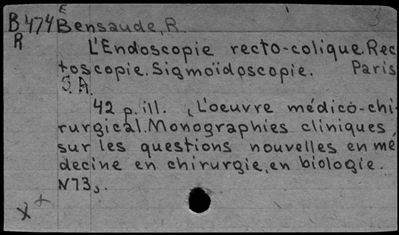 B474 Bensaude, R.
R L'Endoscopie recto-colique. Rec
toscopie. Sigmoïdoscopie. Paris
S.A.
42 p. ill. (L'oeuvre médico-chi-
rurgical. Monographies cliniques,
sur les questions nouvelles en mé
decine en chirurgie, en biologie.
N73).